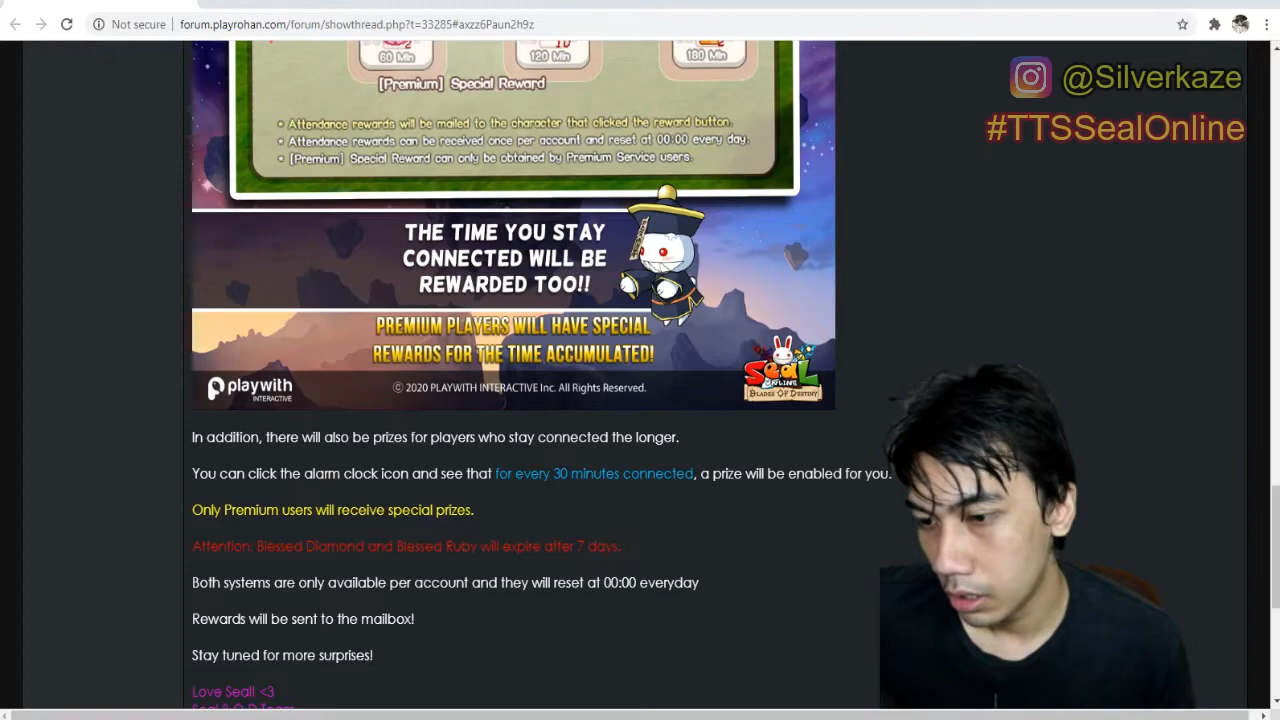 Not secure | forum.playrohan.com/forum/showthread.php?t=33285#axzz6Paun2h9z
@Silverkaze
#TTSSealOnline
60 Min 120 Min 180 Min
[Premium] Special Reward
• Attendance rewards will be mailed to the character that clicked the reward button.
• Attendance rewards can be received once per account and reset at 00:00 every day.
• [Premium] Special Reward can only be obtained by Premium Service users.
THE TIME YOU STAY
CONNECTED WILL BE
REWARDED TOO!!
PREMIUM PLAYERS WILL HAVE SPECIAL
REWARDS FOR THE TIME ACCUMULATED!
playwith
INTERACTIVE
© 2020 PLAYWITH INTERACTIVE Inc. All Rights Reserved.
SEAL
ONLINE
BLADES OF DESTINY
In addition, there will also be prizes for players who stay connected the longer.
You can click the alarm clock icon and see that for every 30 minutes connected, a prize will be enabled for you.
Only Premium users will receive special prizes.
Attention: Blessed Diamond and Blessed Ruby will expire after 7 days.
Both systems are only available per account and they will reset at 00:00 everyday
Rewards will be sent to the mailbox!
Stay tuned for more surprises!
Love Seal! <3
Seal B.O.D Team